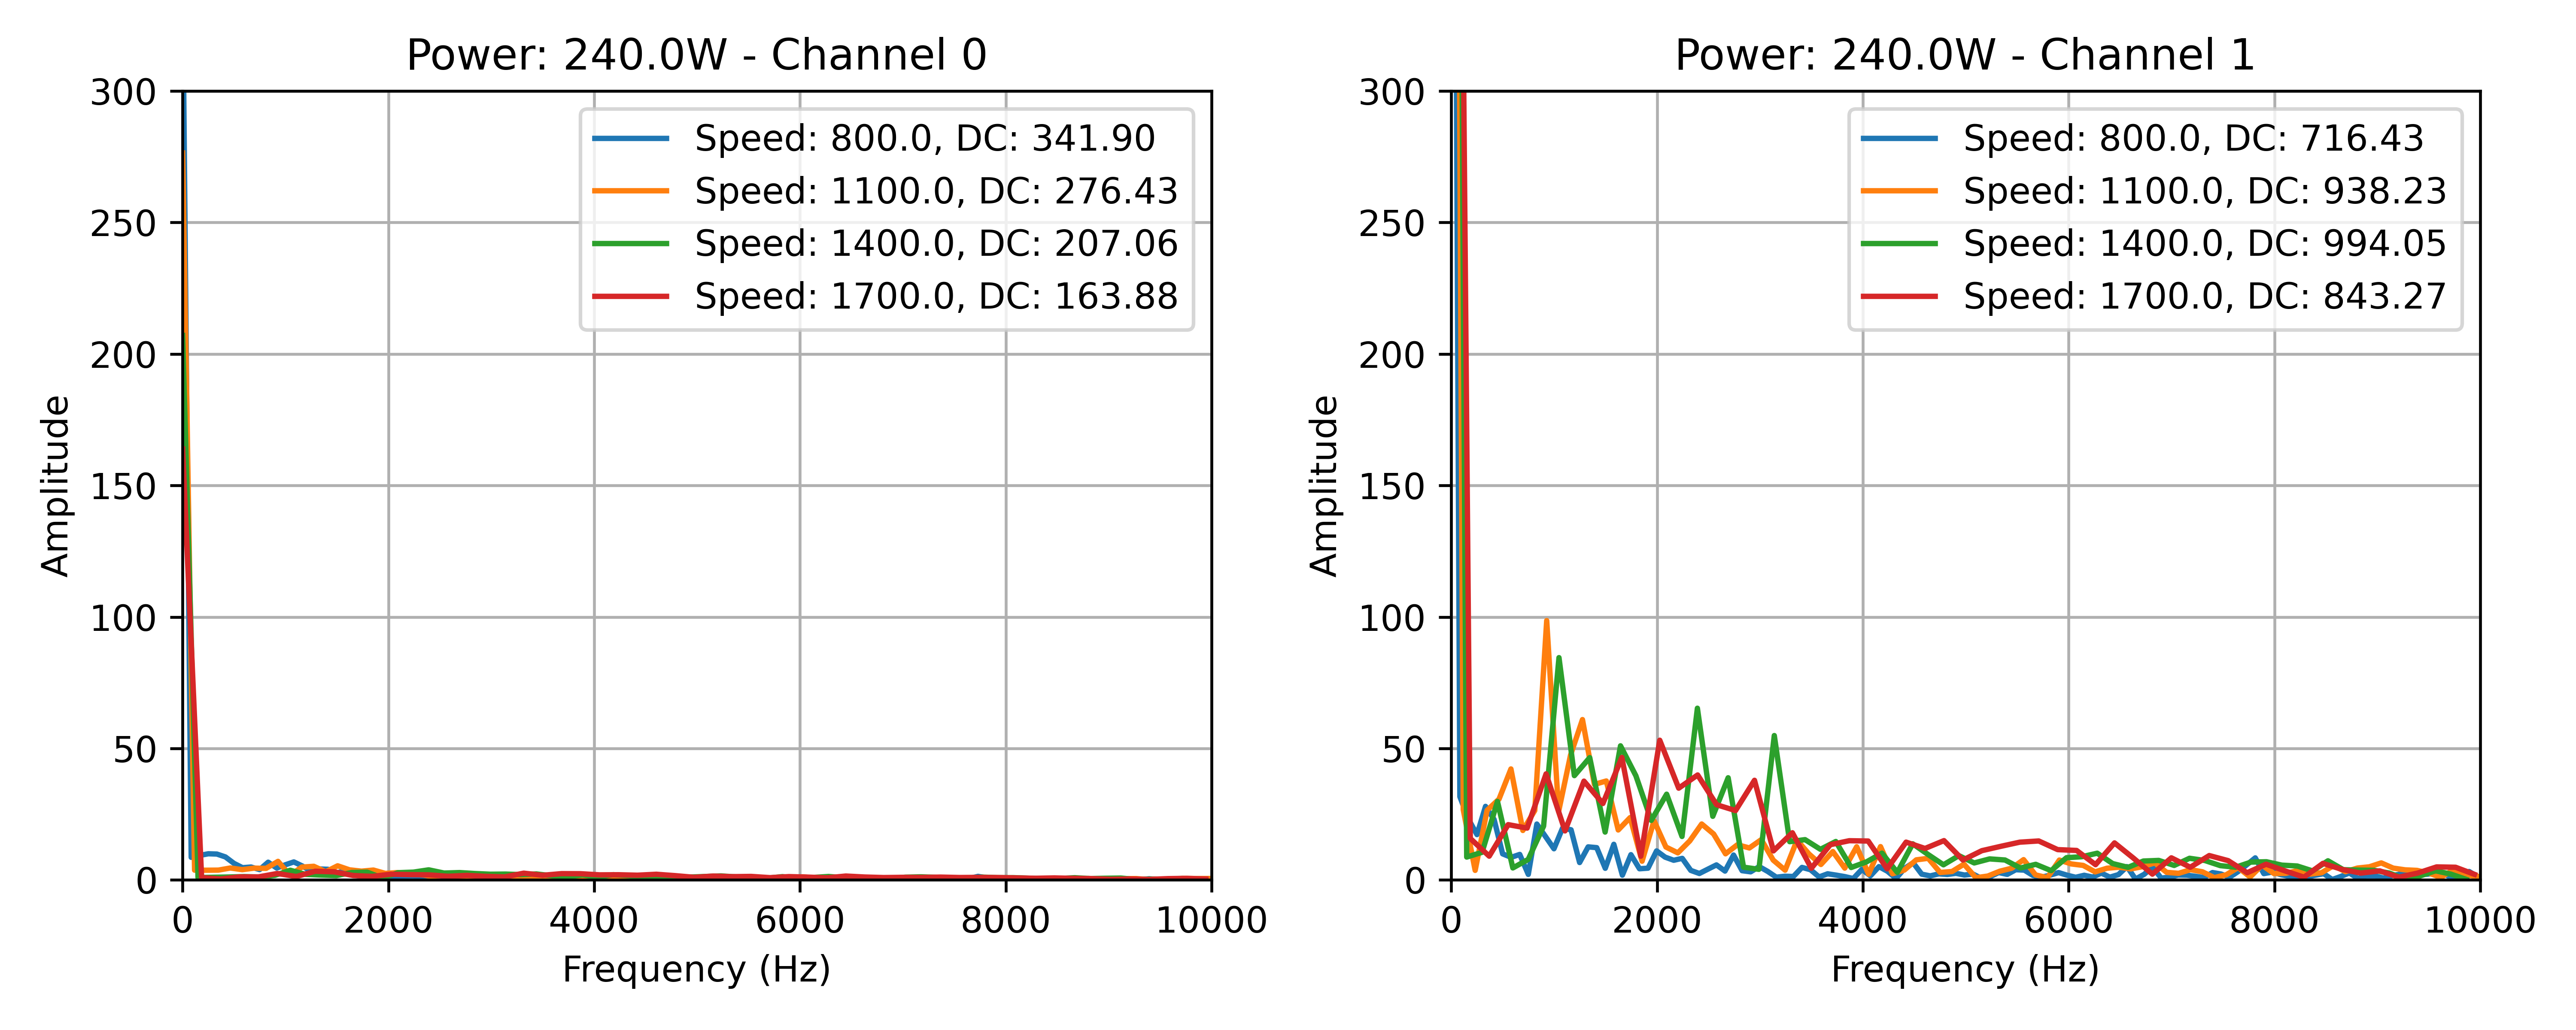 Power: 240.0W - Channel 0
300
250
200
150
100
50
0
Amplitude
Speed: 800.0, DC: 341.90
Speed: 1100.0, DC: 276.43
Speed: 1400.0, DC: 207.06
Speed: 1700.0, DC: 163.88
0 2000 4000 6000 8000 10000
Frequency (Hz)
Power: 240.0W - Channel 1
300
250
200
150
100
50
0
Amplitude
Speed: 800.0, DC: 716.43
Speed: 1100.0, DC: 938.23
Speed: 1400.0, DC: 994.05
Speed: 1700.0, DC: 843.27
0 2000 4000 6000 8000 10000
Frequency (Hz)